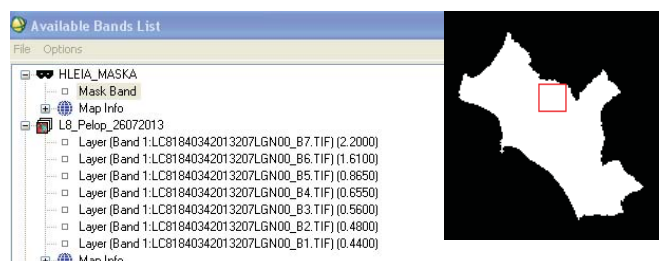 Available Bands List
File Options
HLEIA_MASKA
Mask Band
Map Info
L8_Pelop_26072013
Layer (Band 1:LC81840342013207LGN00_B7.TIF) (2.2000)
Layer (Band 1:LC81840342013207LGN00_B6.TIF) (1.6100)
Layer (Band 1:LC81840342013207LGN00_B5.TIF) (0.8650)
Layer (Band 1:LC81840342013207LGN00_B4.TIF) (0.6550)
Layer (Band 1:LC81840342013207LGN00_B3.TIF) (0.5600)
Layer (Band 1:LC81840342013207LGN00_B2.TIF) (0.4800)
Layer (Band 1:LC81840342013207LGN00_B1.TIF) (0.4400)
Map Info